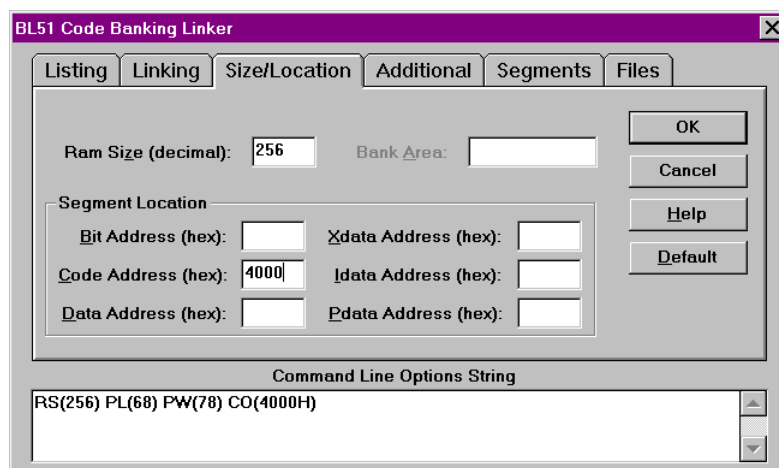 BL51 Code Banking Linker
Listing Linking Size/Location Additional Segments Files
Ram Size (decimal): 256 Bank Area: OK
Cancel
Segment Location
Bit Address (hex): Xdata Address (hex): Help
Code Address (hex): 4000 Idata Address (hex): Default
Data Address (hex): Pdata Address (hex):
Command Line Options String
RS(256) PL(68) PW(78) CO(4000H)